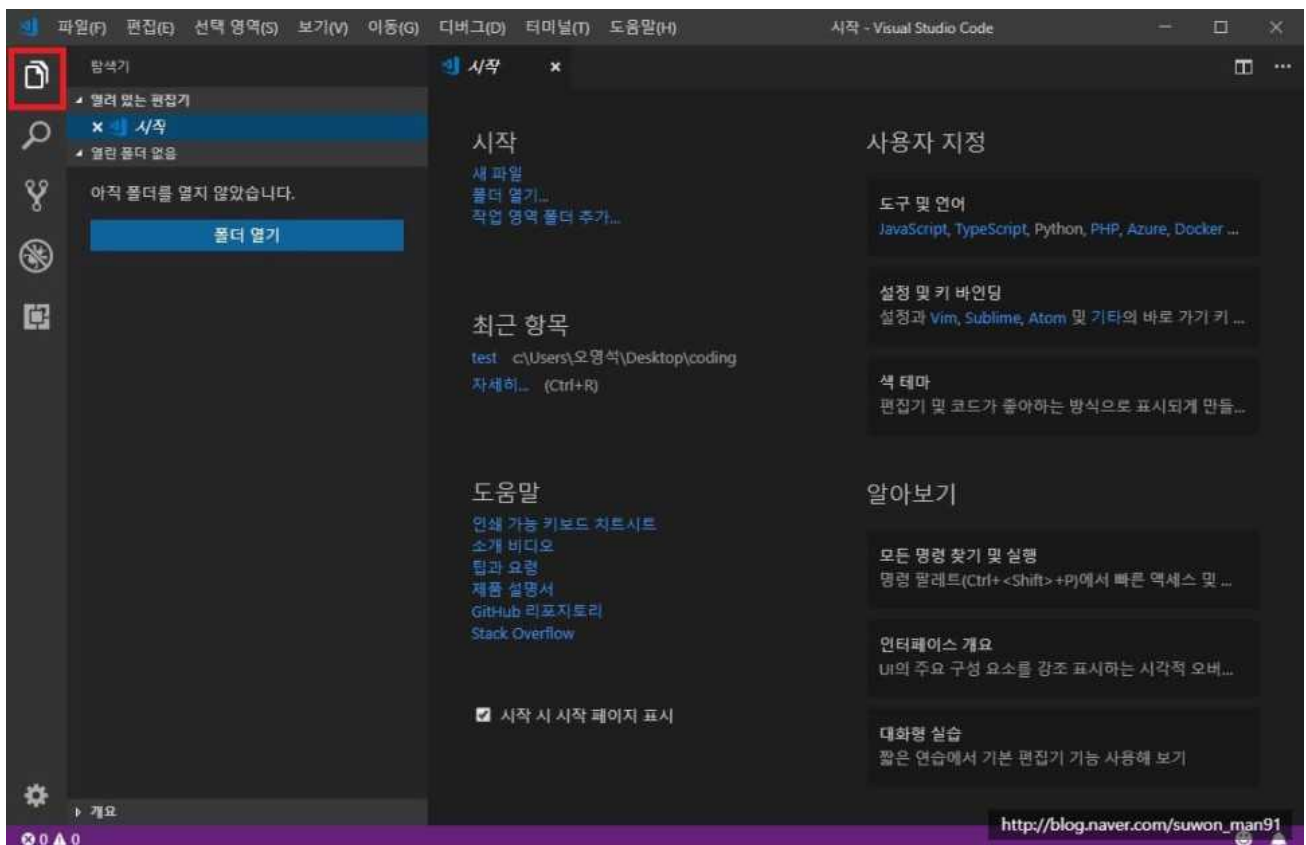 파일(F) 편집(E) 선택 영역(S) 보기(V) 이동(G) 디버그(D) 터미널(T) 도움말(H) 시작 - Visual Studio Code
탐색기
열려 있는 편집기
시작
열린 폴더 없음
아직 폴더를 열지 않았습니다.
폴더 열기
개요
시작
시작
새 파일
폴더 열기...
작업 영역 폴더 추가...
최근 항목
test c:\Users\오영석\Desktop\coding
자세히... (Ctrl+R)
도움말
인쇄 가능 키보드 치트시트
소개 비디오
팁과 요령
제품 설명서
GitHub 리포지토리
Stack Overflow
시작 시 시작 페이지 표시
사용자 지정
도구 및 언어
JavaScript, TypeScript, Python, PHP, Azure, Docker ...
설정 및 키 바인딩
설정과 Vim, Sublime, Atom 및 기타의 바로 가기 키 ...
색 테마
편집기 및 코드가 좋아하는 방식으로 표시되게 만들...
알아보기
모든 명령 찾기 및 실행
명령 팔레트(Ctrl+<Shift>+P)에서 빠른 액세스 및 ...
인터페이스 개요
UI의 주요 구성 요소를 강조 표시하는 시각적 오버...
대화형 실습
짧은 연습에서 기본 편집기 기능 사용해 보기
http://blog.naver.com/suwon_man91
0 0